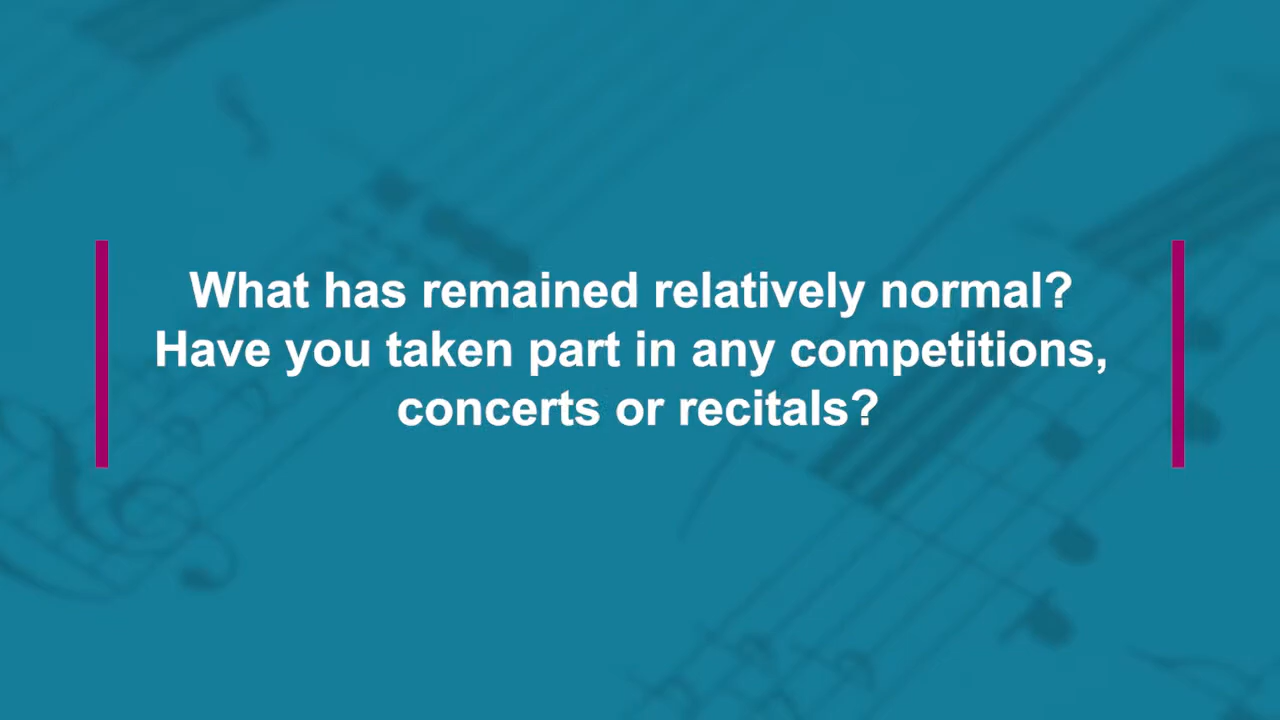 What has remained relatively normal?
Have you taken part in any competitions,
concerts or recitals?